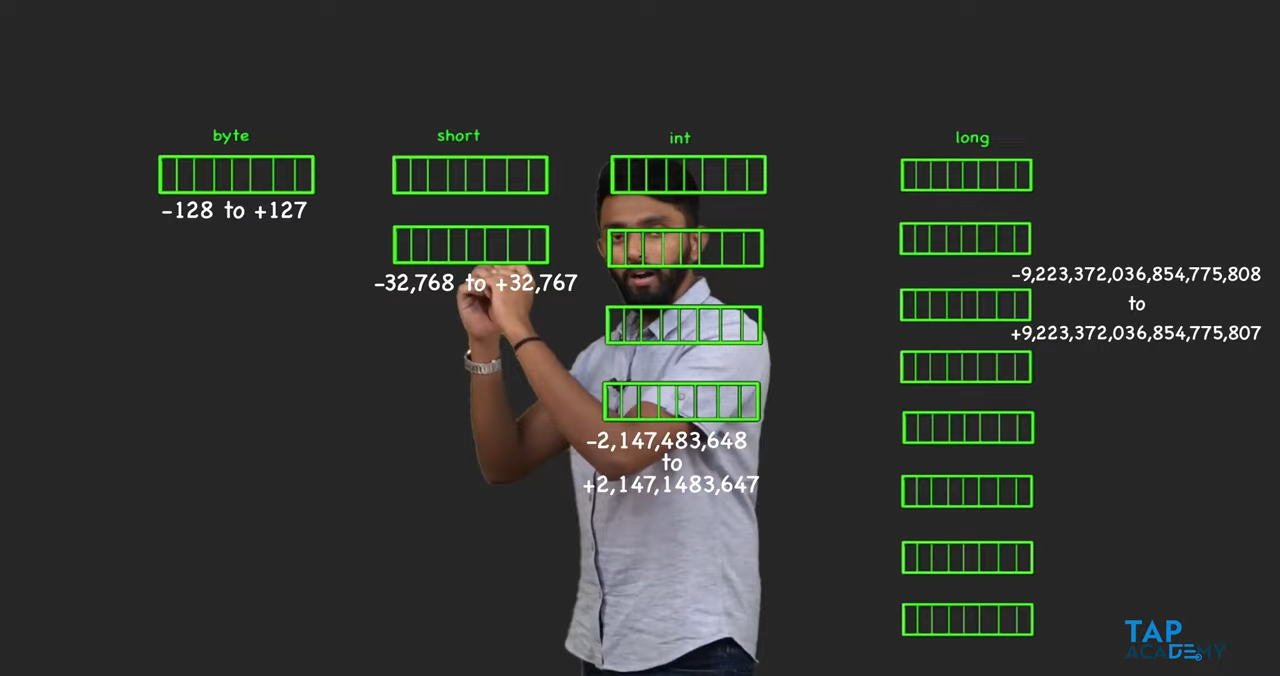 byte
-128 to +127
short
-32,768 to +32,767
int
-2,147,483,648
to
+2,147,1483,647
long
-9,223,372,036,854,775,808
to
+9,223,372,036,854,775,807
TAP
ACADEMY